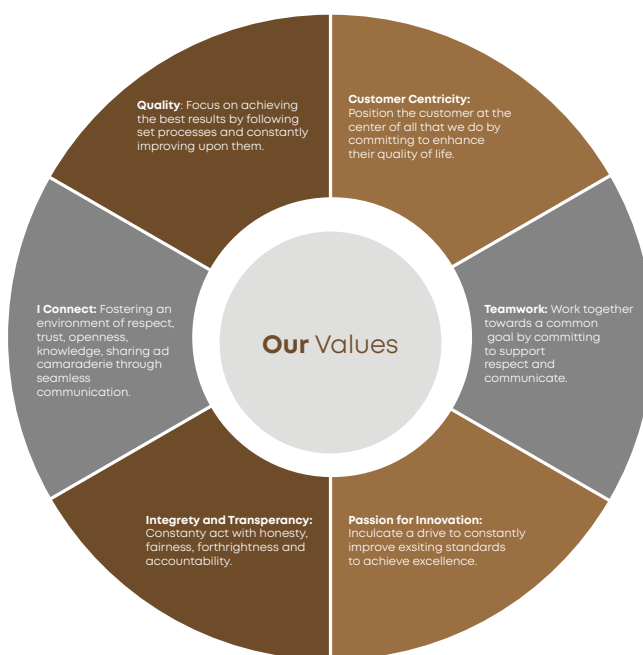 Quality: Focus on achieving
the best results by following
set processes and constantly
improving upon them.
Customer Centricity:
Position the customer at the
center of all that we do by
committing to enhance
their quality of life.
I Connect: Fostering an
environment of respect,
trust, openness,
knowledge, sharing ad
camaraderie through
seamless
communication.
Our Values
Teamwork: Work together
towards a common
goal by committing
to support
respect and
communicate.
Integrety and Transperancy:
Constanty act with honesty,
fairness, forthrightness and
accountability.
Passion for Innovation:
Inculcate a drive to constantly
improve exsiting standards
to achieve excellence.